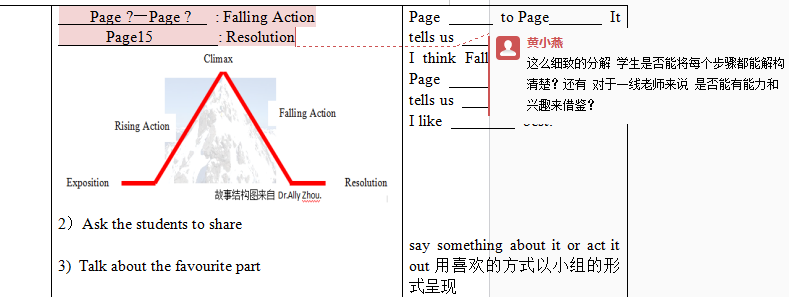 Page ?—Page ? : Falling Action
Page15 : Resolution
Climax
Rising Action
Falling Action
Exposition
Resolution
故事结构图来自 Dr.Ally Zhou.
2）Ask the students to share
3) Talk about the favourite part
Page ______ to Page______ It
tells us
I think Fall
Page
tells us
I like ________ best.
say something about it or act it
out 用喜欢的方式以小组的形
式呈现
黄小燕
这么细致的分解 学生是否能将每个步骤都能解构
清楚？还有 对于一线老师来说 是否能有能力和
兴趣来借鉴？